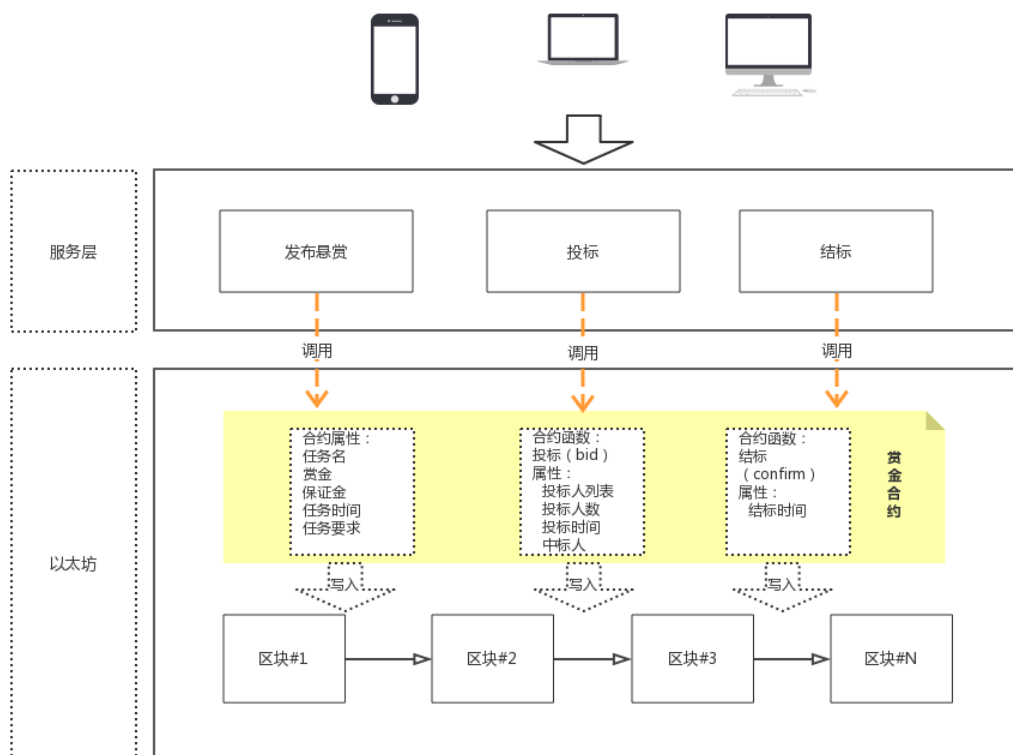 服务层
发布悬赏
投标
结标
调用
调用
调用
以太坊
合约属性：
任务名
赏金
保证金
任务时间
任务要求
合约函数：
投标（bid）
属性：
投标人列表
投标人数
投标时间
中标人
合约函数：
结标
（confirm）
属性：
结标时间
赏
金
合
约
写入
写入
写入
区块#1
区块#2
区块#3
区块#N